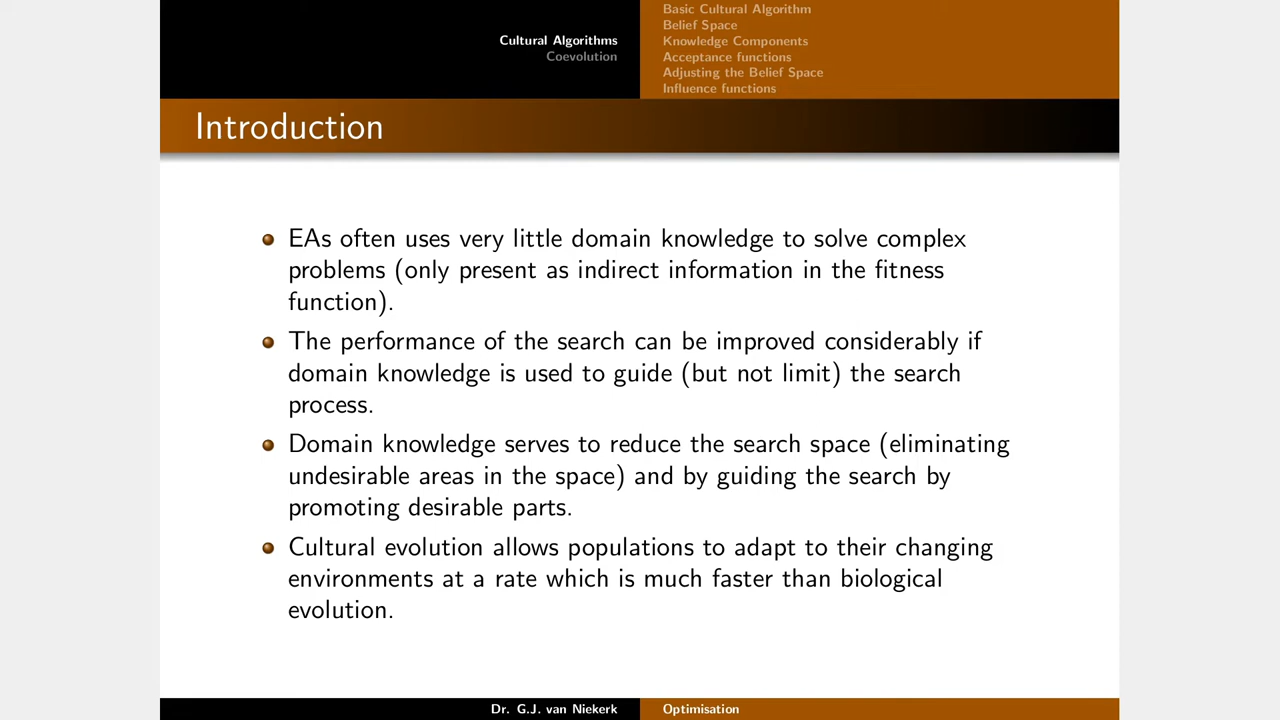 Cultural Algorithms
Coevolution
Basic Cultural Algorithm
Belief Space
Knowledge Components
Acceptance functions
Adjusting the Belief Space
Influence functions
Introduction
EAs often uses very little domain knowledge to solve complex
problems (only present as indirect information in the fitness
function).
The performance of the search can be improved considerably if
domain knowledge is used to guide (but not limit) the search
process.
Domain knowledge serves to reduce the search space (eliminating
undesirable areas in the space) and by guiding the search by
promoting desirable parts.
Cultural evolution allows populations to adapt to their changing
environments at a rate which is much faster than biological
evolution.
Dr. G.J. van Niekerk
Optimisation